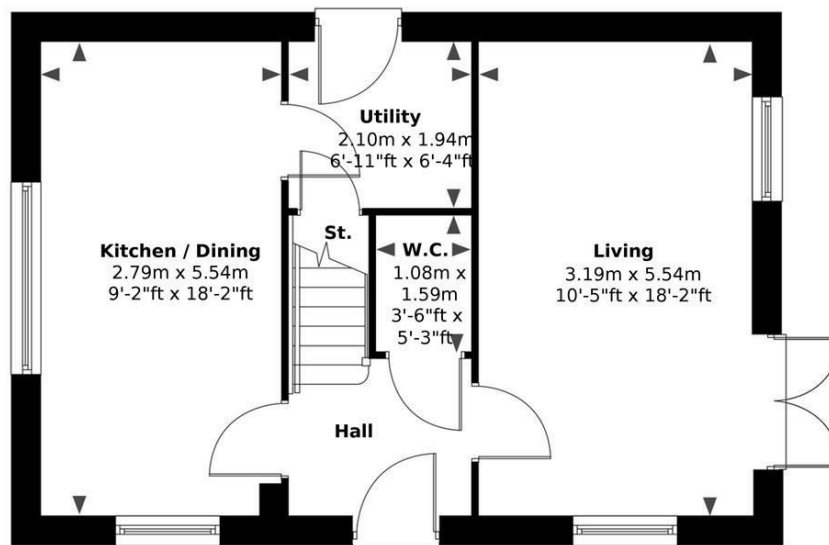 Utility
2.10m x 1.94m
6'-11"ft x 6'-4"ft
Kitchen / Dining
2.79m x 5.54m
9'-2"ft x 18'-2"ft
St.
W.C.
1.08m x
1.59m
3'-6"ft x
5'-3"ft
Living
3.19m x 5.54m
10'-5"ft x 18'-2"ft
Hall